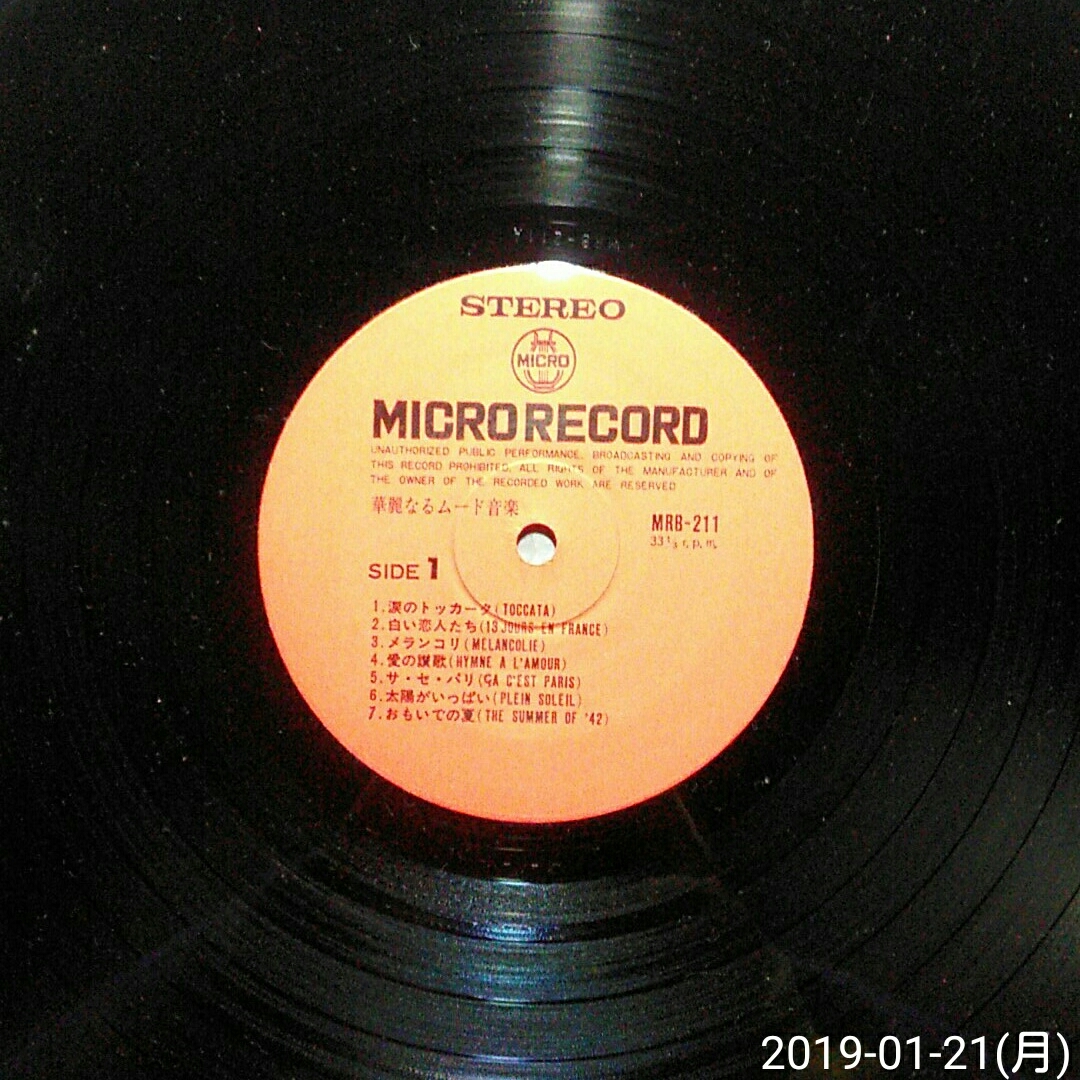 STEREO
MICRO
MICRO RECORD
UNAUTHORIZED PUBLIC PERFORMANCE, BROADCASTING AND COPYING OF
THIS RECORD PROHIBITED. ALL RIGHTS OF THE MANUFACTURER AND OF
THE OWNER OF THE RECORDED WORK ARE RESERVED
華麗なるムード音楽
MRB-211
33 1/3 r.p.m.
SIDE 1
1.涙のトッカータ(TOCCATA)
2.白い恋人たち(13 JOURS EN FRANCE)
3.メランコリ(MELANCOLIE)
4.愛の讃歌(HYMNE A L'AMOUR)
5.サ・セ・パリ(ÇA C'EST PARIS)
6.太陽がいっぱい(PLEIN SOLEIL)
7.おもいでの夏(THE SUMMER OF '42)
2019-01-21(月)